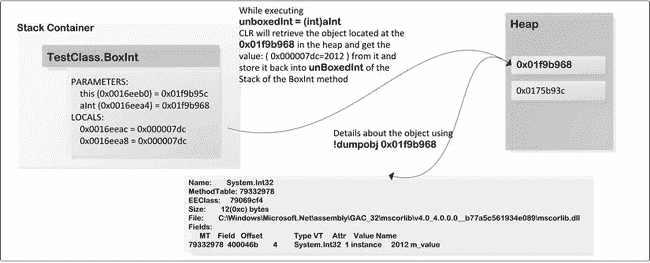 Stack Container
TestClass.BoxInt
PARAMETERS:
this (0x0016eeb0) = 0x01f9b95c
aInt (0x0016eea4) = 0x01f9b968
LOCALS:
0x0016eeac = 0x000007dc
0x0016eea8 = 0x000007dc
While executing
unboxedInt = (int)aInt
CLR will retrieve the object located at the
0x01f9b968 in the heap and get the
value: ( 0x000007dc=2012 ) from it and
store it back into unBoxedInt of the
Stack of the BoxInt method
Heap
0x01f9b968
0x0175b93c
Details about the object using
!dumpobj 0x01f9b968
Name: System.Int32
MethodTable: 79332978
EEClass: 79069cf4
Size: 12(0xc) bytes
File: C:\Windows\Microsoft.Net\assembly\GAC_32\mscorlib\v4.0_4.0.0.0__b77a5c561934e089\mscorlib.dll
Fields:
MT Field Offset Type VT Attr Value Name
79332978 400046b 4 System.Int32 1 instance 2012 m_value